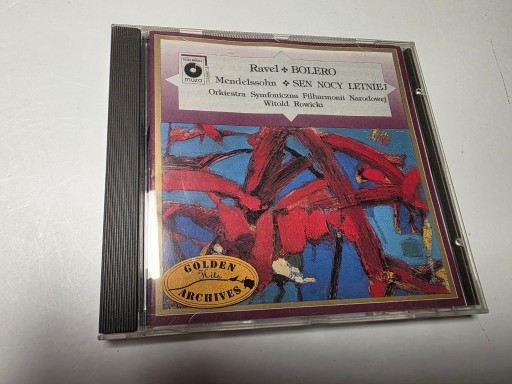 muza
Ravel ❖ BOLERO
Mendelssohn ❖ SEN NOCY LETNIEJ
Orkiestra Symfoniczna Filharmonii Narodowej
Witold Rowicki
GOLDEN
Hits
ARCHIVES